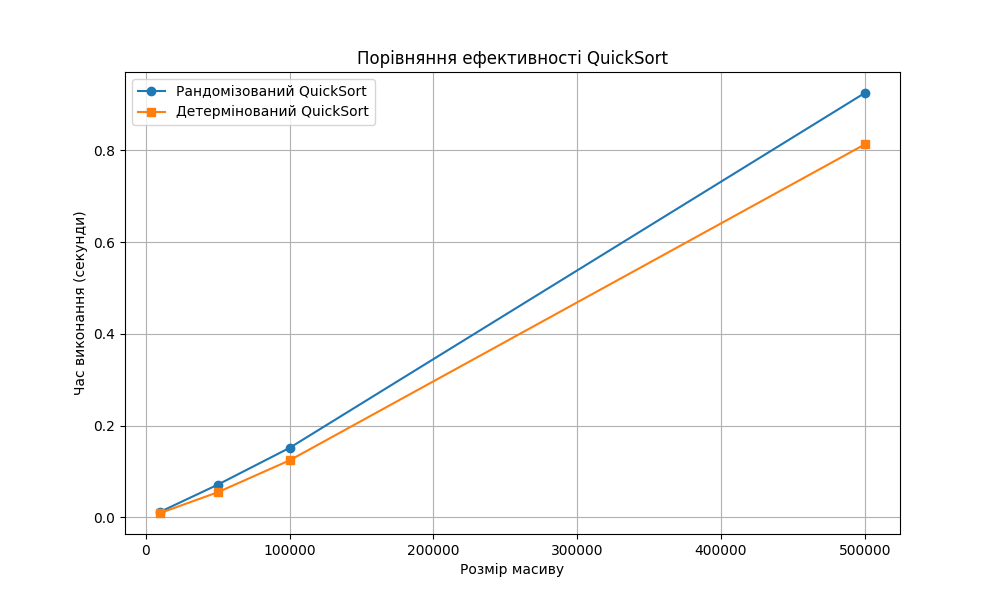 Порівняння ефективності QuickSort
Рандомізований QuickSort
Детермінований QuickSort
Час виконання (секунди)
0.8
0.6
0.4
0.2
0.0
0 100000 200000 300000 400000 500000
Розмір масиву